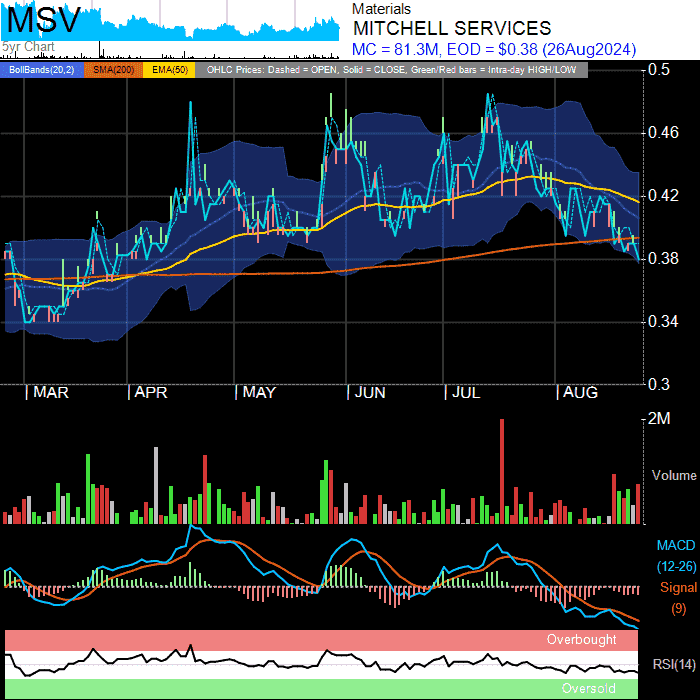 MSV
5yr Chart
Materials
MITCHELL SERVICES
MC = 81.3M, EOD = $0.38 (26Aug2024)
BollBands(20,2) SMA(200) EMA(50) OHLC Prices: Dashed = OPEN, Solid = CLOSE, Green/Red bars = Intra-day HIGH/LOW
0.5
0.46
0.42
0.38
0.34
0.3
MAR APR MAY JUN JUL AUG
2M
Volume
MACD
(12-26)
Signal
(9)
Overbought
RSI(14)
Oversold